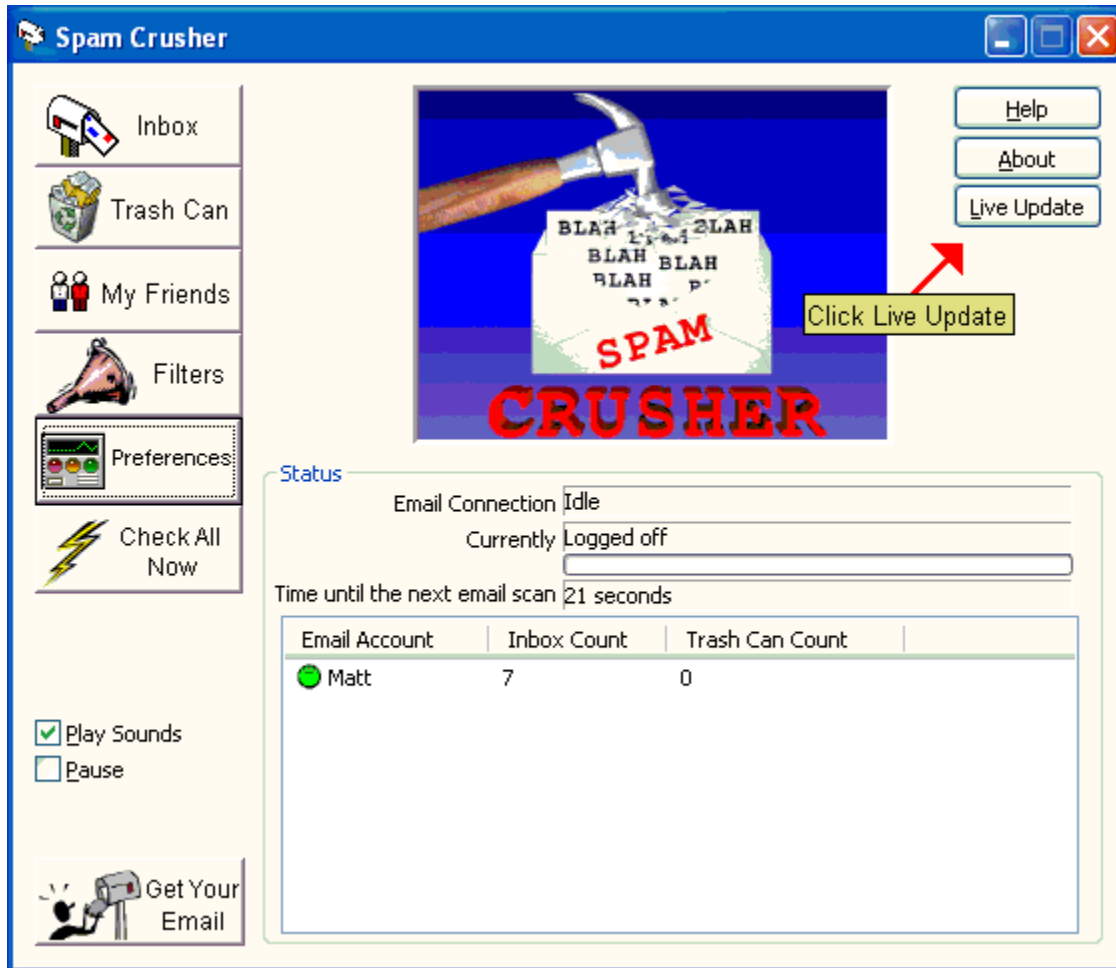 Spam Crusher
Inbox
Trash Can
My Friends
Filters
Preferences
Check All
Now
Play Sounds
Pause
Get Your
Email
BLAH BLAH
BLAH BLAH
BLAH
SPAM
CRUSHER
Help
About
Live Update
Click Live Update
Status
Email Connection Idle
Currently Logged off
Time until the next email scan 21 seconds
Email Account Inbox Count Trash Can Count
Matt 7 0